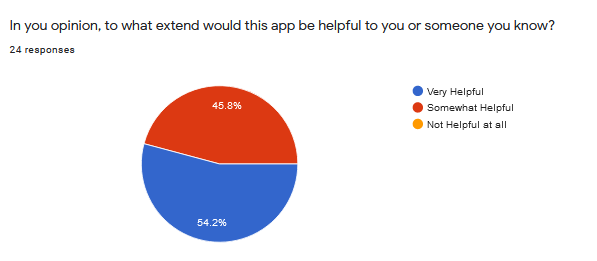 In you opinion, to what extend would this app be helpful to you or someone you know?
24 responses
45.8%
54.2%
Very Helpful
Somewhat Helpful
Not Helpful at all